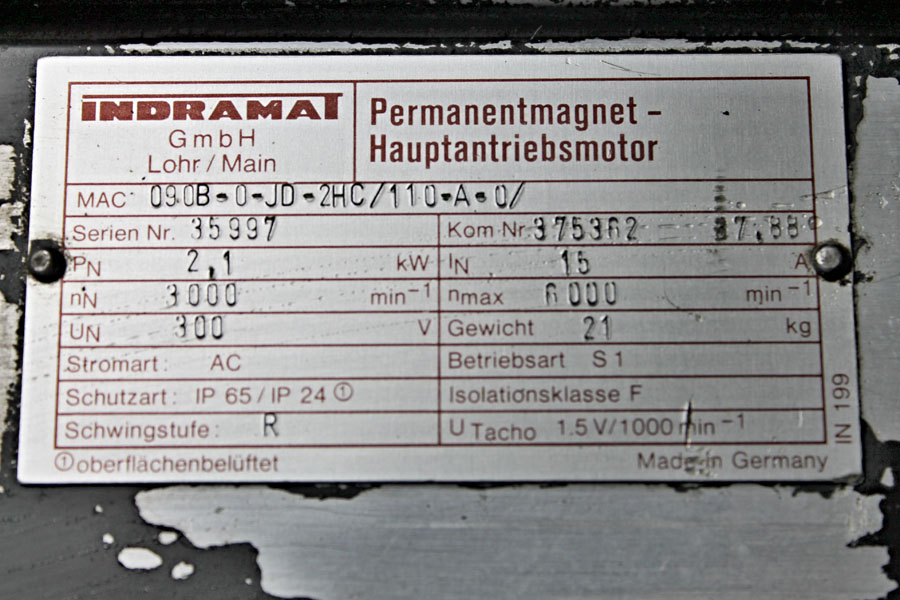 INDRAMAT
GmbH
Lohr / Main
Permanentmagnet -
Hauptantriebsmotor
MAC 090B-0-JD-2HC/110-A-0/
Serien Nr. 35997 Kom Nr. 375362 37.88
PN 2,1 kW IN 15 A
nN 3000 min-1 nmax 6000 min-1
UN 300 V Gewicht 21 kg
Stromart: AC Betriebsart S 1
Schutzart: IP 65 / IP 24 ① Isolationsklasse F
Schwingstufe: R U Tacho 1.5 V/1000 min-1
①oberflächenbelüftet Made in Germany
IN 199